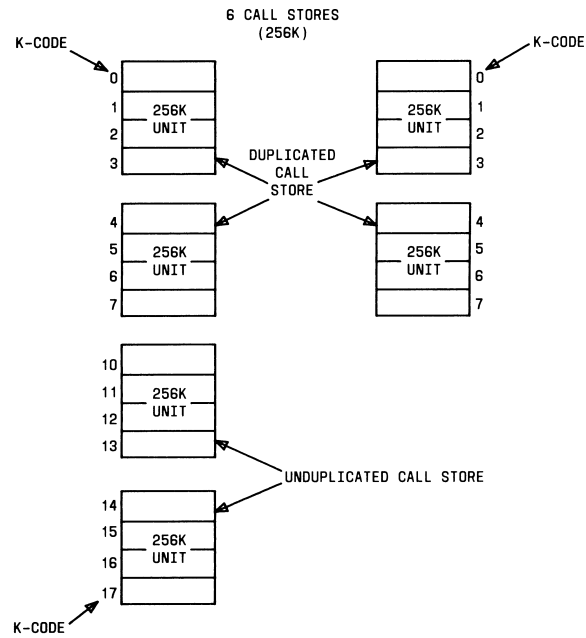 6 CALL STORES
(256K)
K-CODE
K-CODE
0
1
2
3
256K
UNIT
0
1
2
3
256K
UNIT
DUPLICATED
CALL
STORE
4
5
6
7
256K
UNIT
4
5
6
7
256K
UNIT
10
11
12
13
256K
UNIT
UNDUPLICATED CALL STORE
14
15
16
17
256K
UNIT
K-CODE